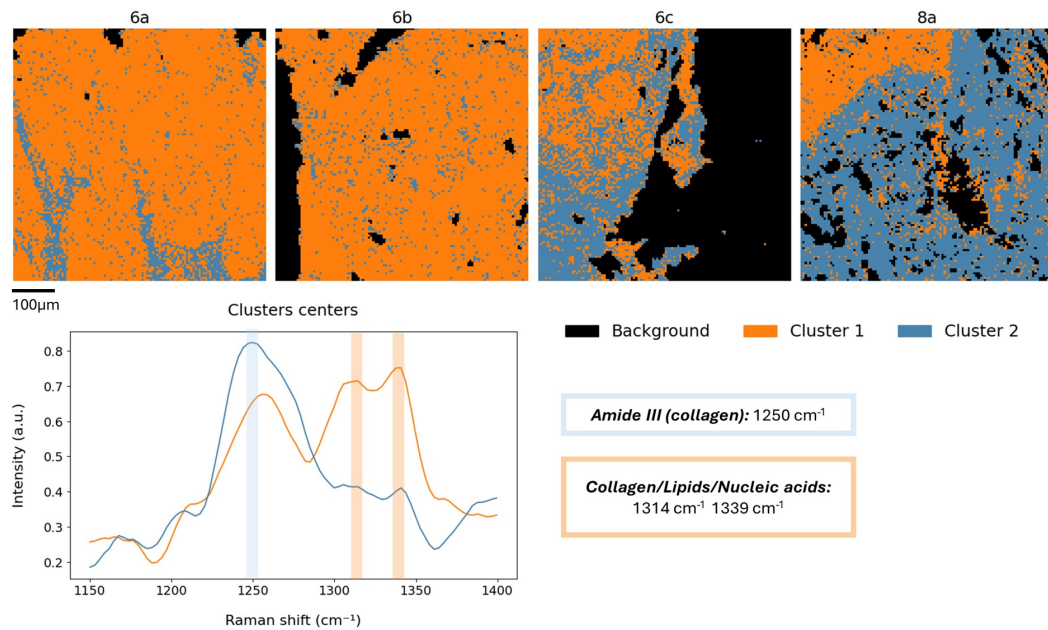 6a
6b
6c
8a
100μm
Clusters centers
Background
Cluster 1
Cluster 2
0.8
0.7
0.6
0.5
0.4
0.3
0.2
Intensity (a.u.)
1150
1200
1250
1300
1350
1400
Raman shift (cm⁻¹)
Amide III (collagen): 1250 cm⁻¹
Collagen/Lipids/Nucleic acids:
1314 cm⁻¹ 1339 cm⁻¹